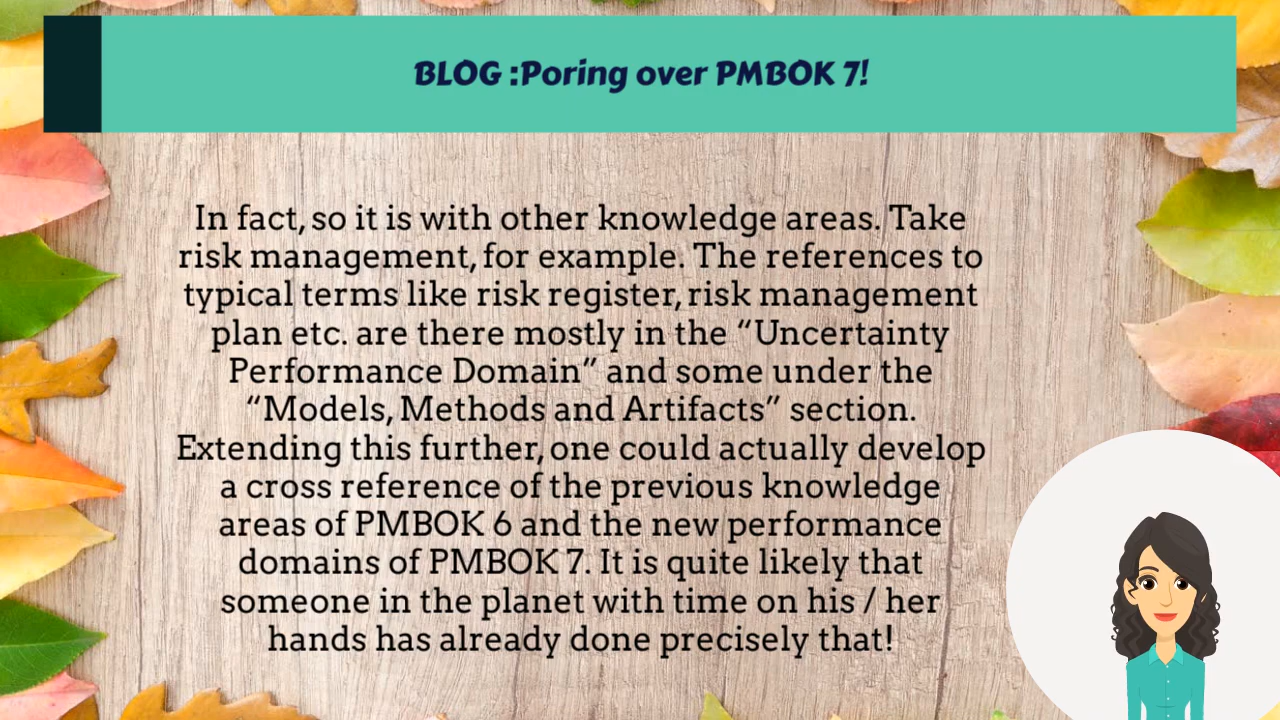 BLOG :Poring over PMBOK 7!
In fact, so it is with other knowledge areas. Take
risk management, for example. The references to
typical terms like risk register, risk management
plan etc. are there mostly in the “Uncertainty
Performance Domain” and some under the
“Models, Methods and Artifacts” section.
Extending this further, one could actually develop
a cross reference of the previous knowledge
areas of PMBOK 6 and the new performance
domains of PMBOK 7. It is quite likely that
someone in the planet with time on his / her
hands has already done precisely that!